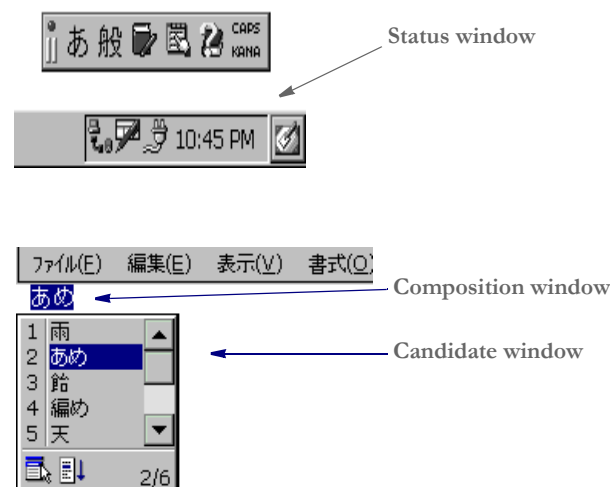 あ 般 CAPS
KANA
Status window
10:45 PM
ファイル(F) 編集(E) 表示(V) 書式(O)
あめ
Composition window
1 雨
2 あめ
Candidate window
3 飴
4 編め
5 天
2/6